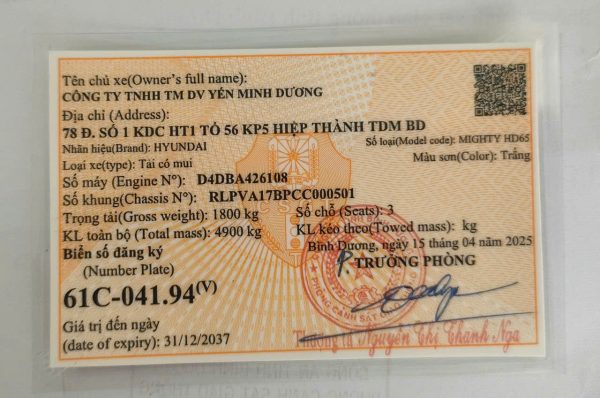 Tên chủ xe(Owner's full name):
CÔNG TY TNHH TM DV YẾN MINH DƯƠNG
Địa chỉ (Address):
78 Đ. SỐ 1 KDC HT1 TỔ 56 KP5 HIỆP THÀNH TDM BD
Nhãn hiệu(Brand): HYUNDAI Số loại(Model code): MIGHTY HD65
Loại xe(type): Tải có mui Màu sơn(Color): Trắng
Số máy (Engine N°): D4DBA426108
Số khung(Chassis N°): RLPVA17BPCC000501
Trọng tải(Gross weight): 1800 kg Số chỗ (Seats): 3
KL toàn bộ (Total mass): 4900 kg KL kéo theo(Towed mass): kg
Biển số đăng ký Bình Dương, ngày 15 tháng 04 năm 2025
(Number Plate) P. TRƯỞNG PHÒNG
61C-041.94(V)
Giá trị đến ngày
(date of expiry): 31/12/2037
Thượng tá Nguyễn Thị Thanh Nga